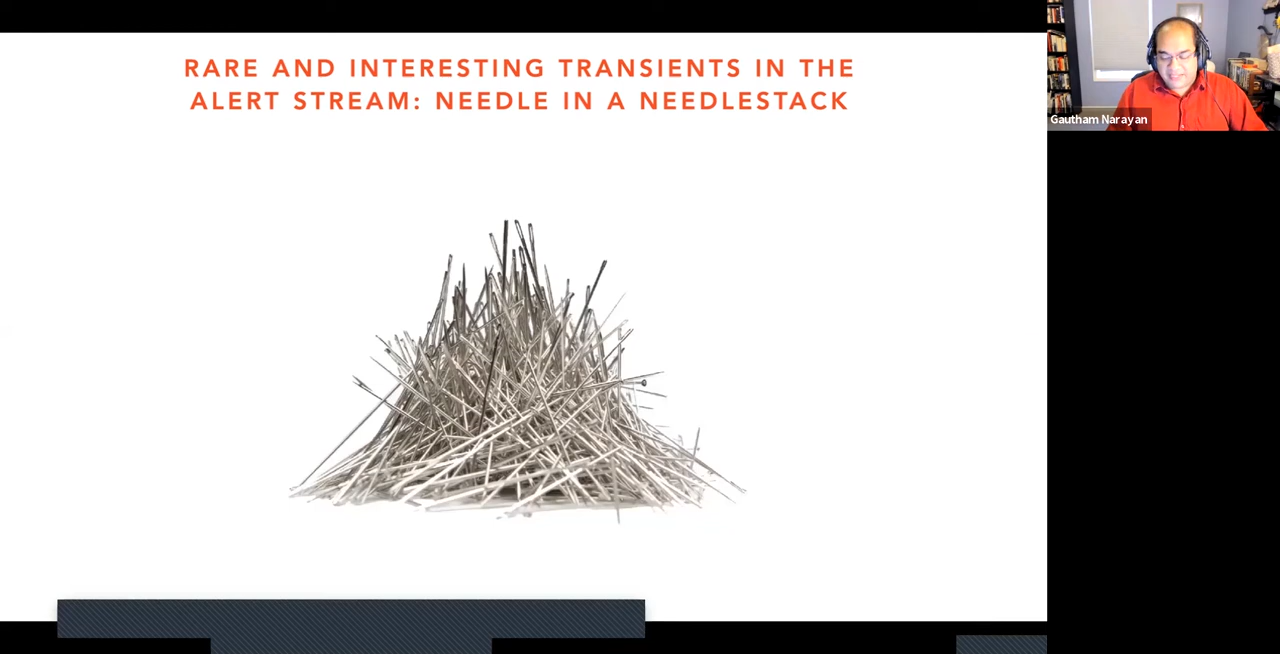 RARE AND INTERESTING TRANSIENTS IN THE
ALERT STREAM: NEEDLE IN A NEEDLESTACK
Gautham Narayan